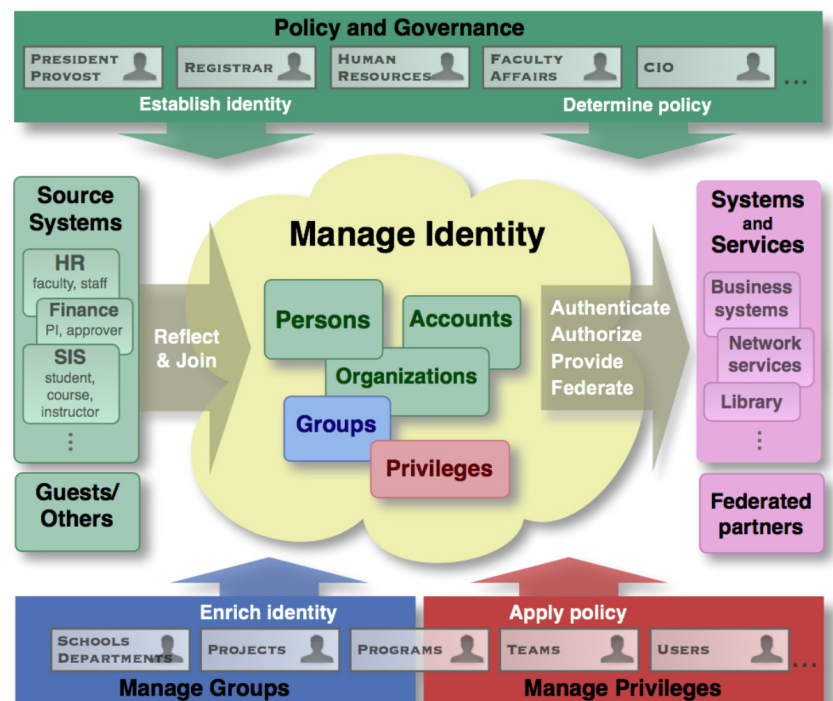 Policy and Governance
PRESIDENT
PROVOST
REGISTRAR
HUMAN
RESOURCES
FACULTY
AFFAIRS
CIO
...
Establish identity
Determine policy
Source
Systems
HR
faculty, staff
Finance
PI, approver
SIS
student,
course,
instructor
⋮
Guests/
Others
Reflect
& Join
Manage Identity
Persons
Accounts
Organizations
Groups
Privileges
Authenticate
Authorize
Provide
Federate
Systems
and
Services
Business
systems
Network
services
Library
⋮
Federated
partners
Enrich identity
Apply policy
SCHOOLS
DEPARTMENTS
PROJECTS
PROGRAMS
TEAMS
USERS
...
Manage Groups
Manage Privileges